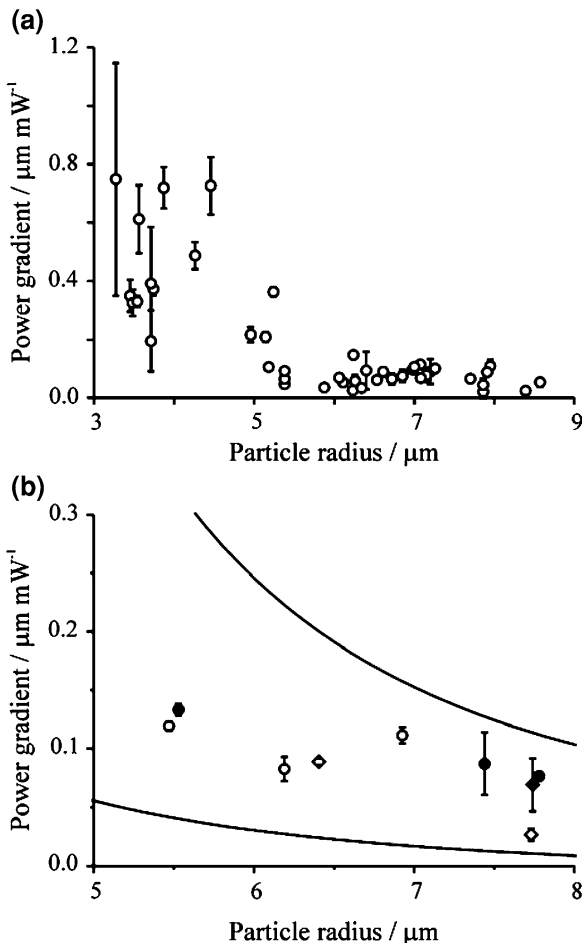 (a)
1.2
0.8
0.4
0.0
Power gradient / μm mW⁻¹
3 5 7 9
Particle radius / μm
(b)
0.3
0.2
0.1
0.0
Power gradient / μm mW⁻¹
5 6 7 8
Particle radius / μm